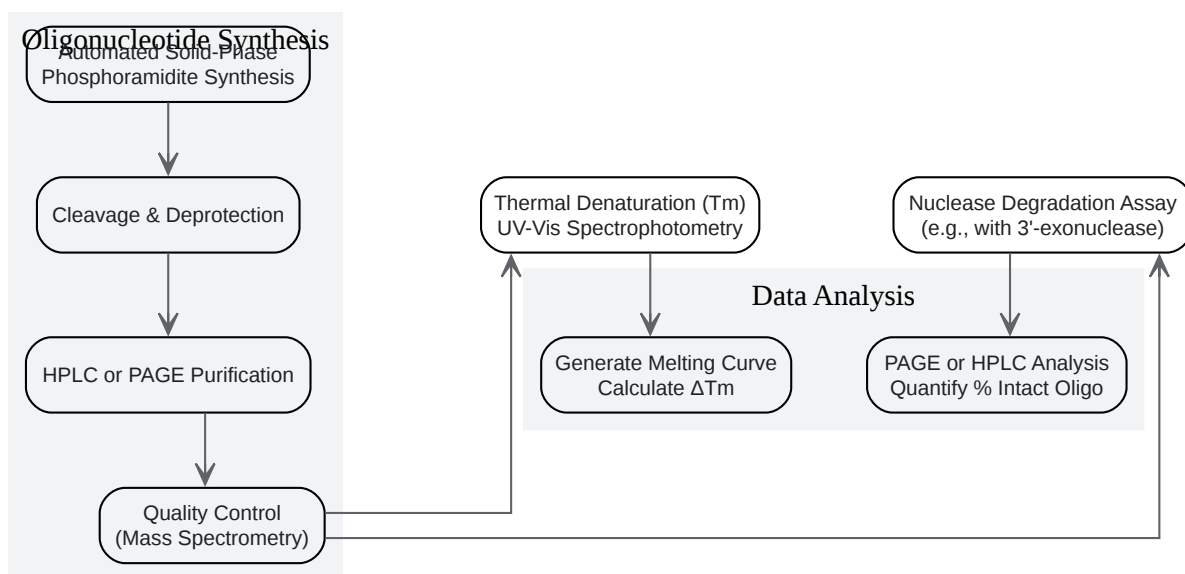 Oligonucleotide Synthesis
Automated Solid-Phase
Phosphoramidite Synthesis
Cleavage & Deprotection
HPLC or PAGE Purification
Quality Control
(Mass Spectrometry)
Thermal Denaturation (Tm)
UV-Vis Spectrophotometry
Nuclease Degradation Assay
(e.g., with 3'-exonuclease)
Data Analysis
Generate Melting Curve
Calculate ΔTm
PAGE or HPLC Analysis
Quantify % Intact Oligo